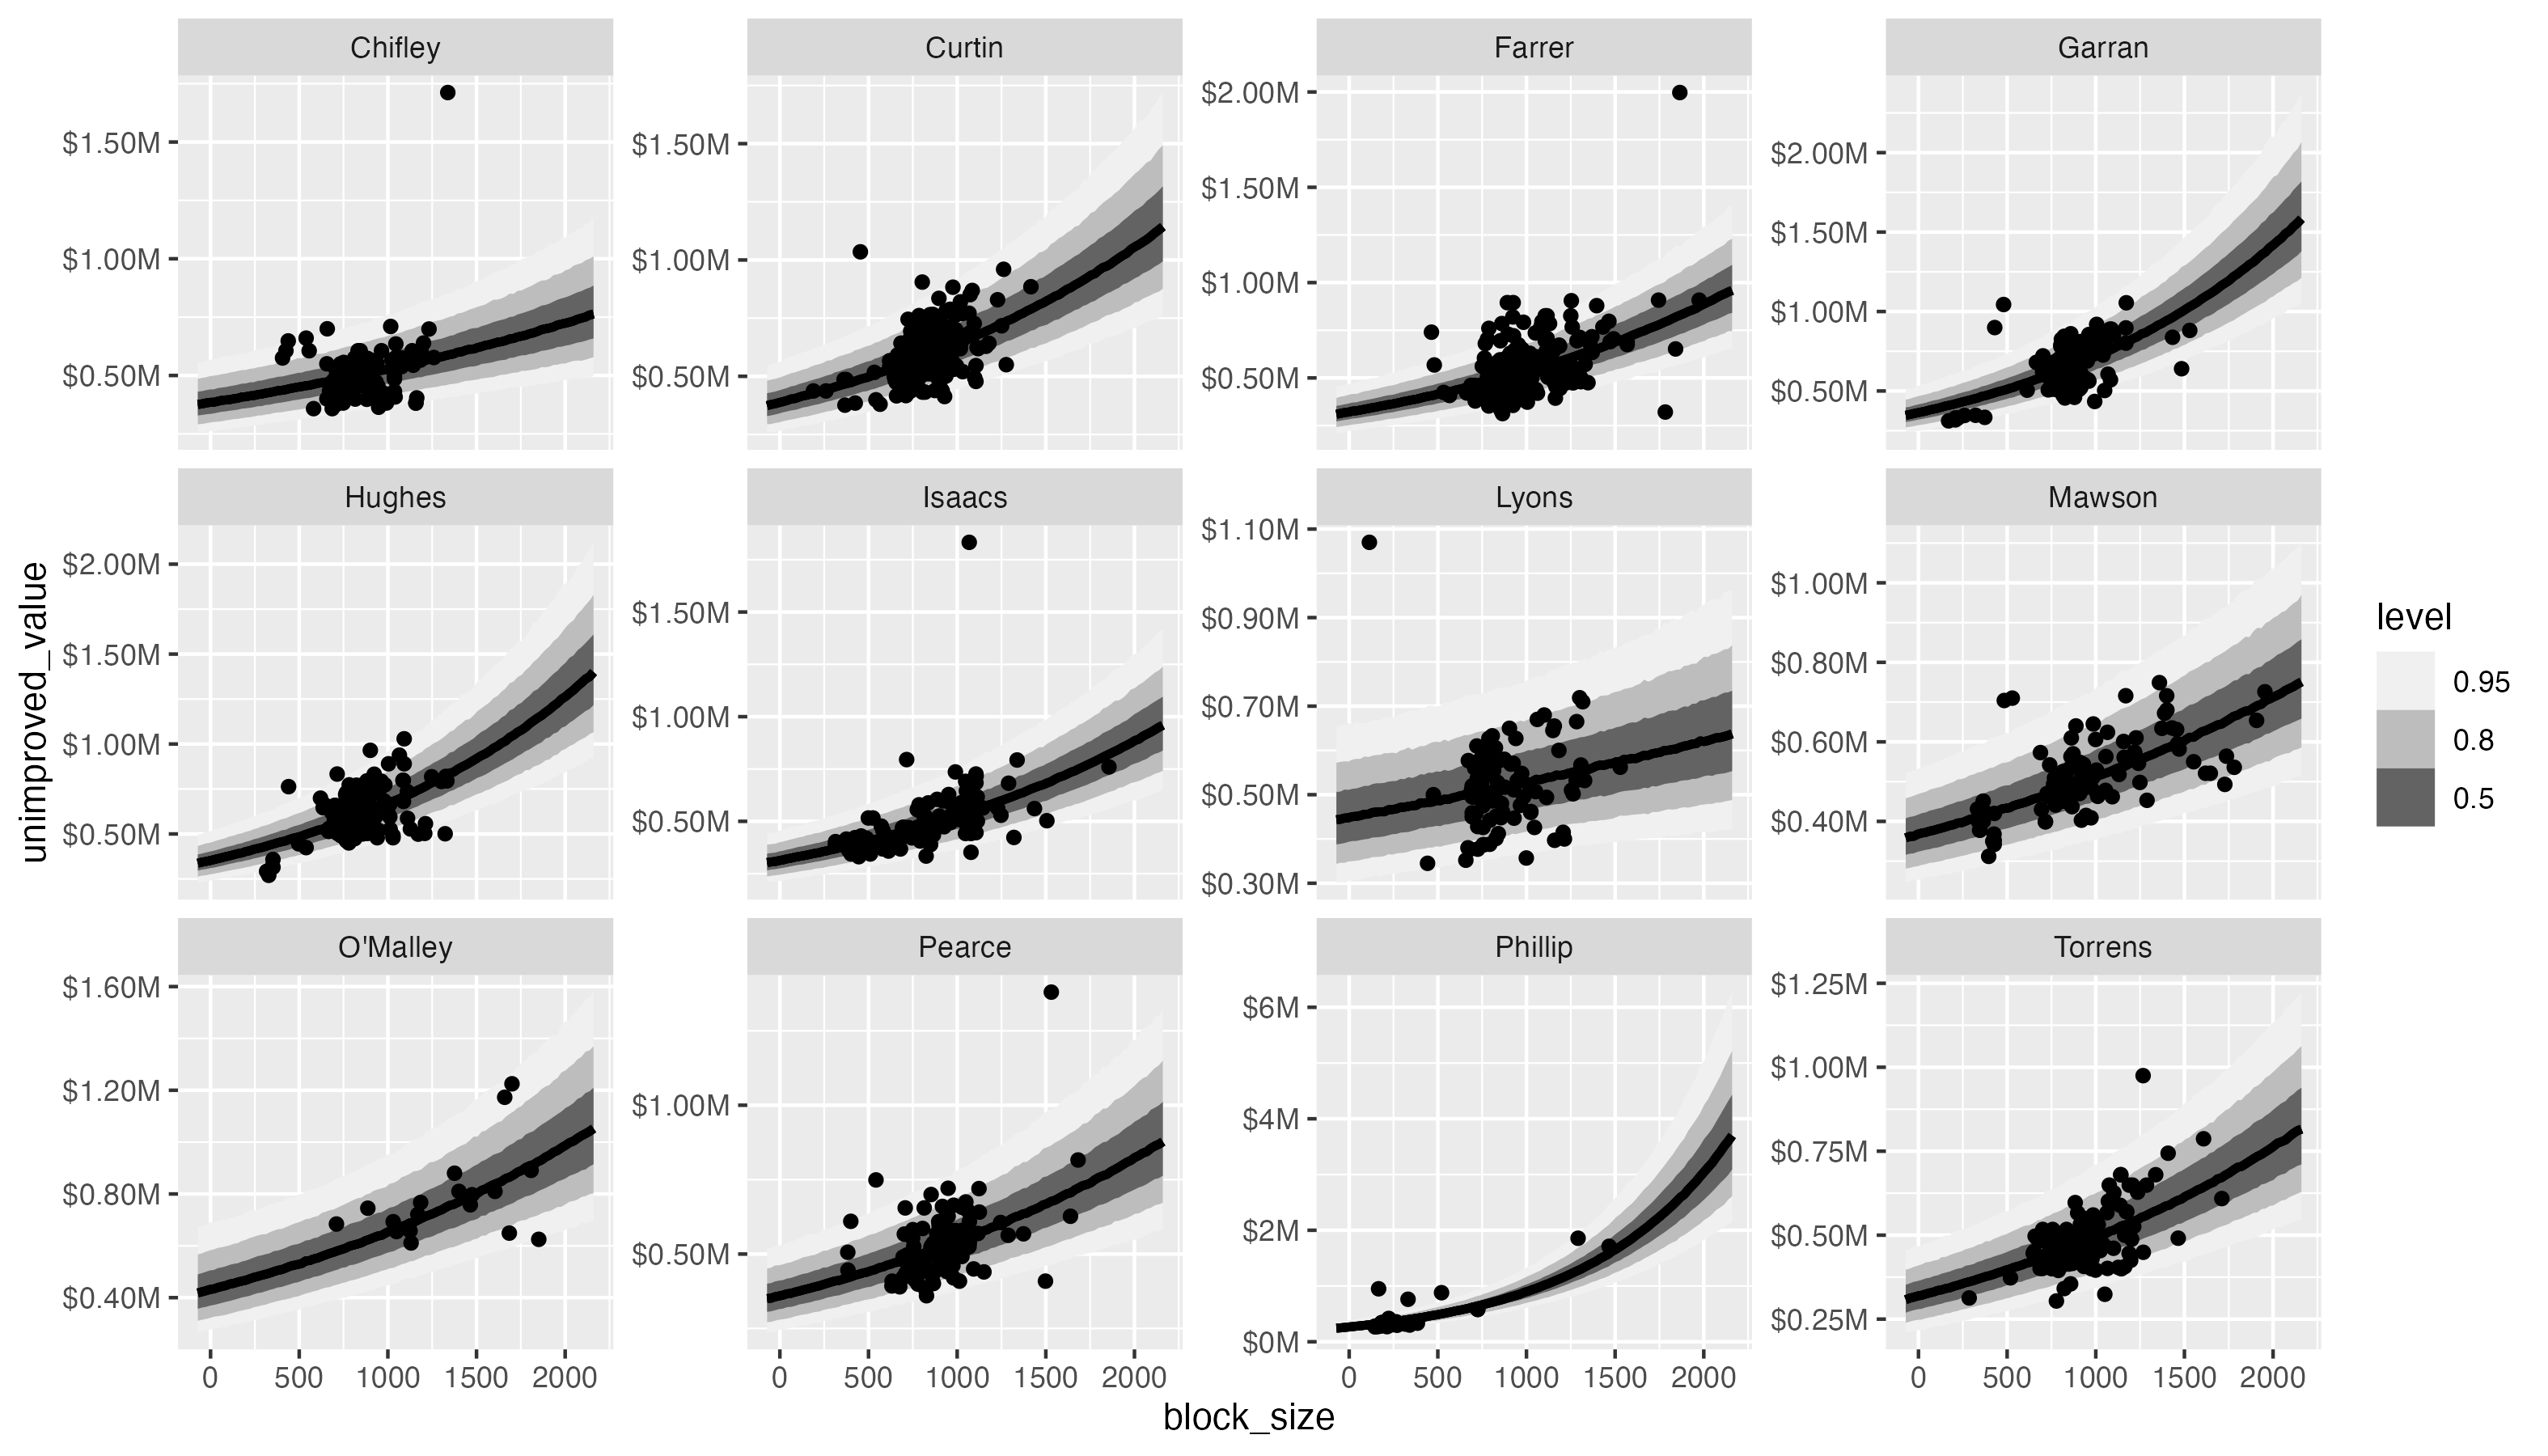 Chifley
Curtin
Farrer
Garran
$1.50M
$1.00M
$0.50M
$1.50M
$1.00M
$0.50M
$2.00M
$1.50M
$1.00M
$0.50M
$2.00M
$1.50M
$1.00M
$0.50M
Hughes
Isaacs
Lyons
Mawson
$2.00M
$1.50M
$1.00M
$0.50M
$1.50M
$1.00M
$0.50M
$1.10M
$0.90M
$0.70M
$0.50M
$0.30M
$1.00M
$0.80M
$0.60M
$0.40M
O'Malley
Pearce
Phillip
Torrens
$1.60M
$1.20M
$0.80M
$0.40M
$1.00M
$0.50M
$6M
$4M
$2M
$0M
$1.25M
$1.00M
$0.75M
$0.50M
$0.25M
0 500 1000 1500 2000
0 500 1000 1500 2000
0 500 1000 1500 2000
0 500 1000 1500 2000
block_size
unimproved_value
level
0.95
0.8
0.5